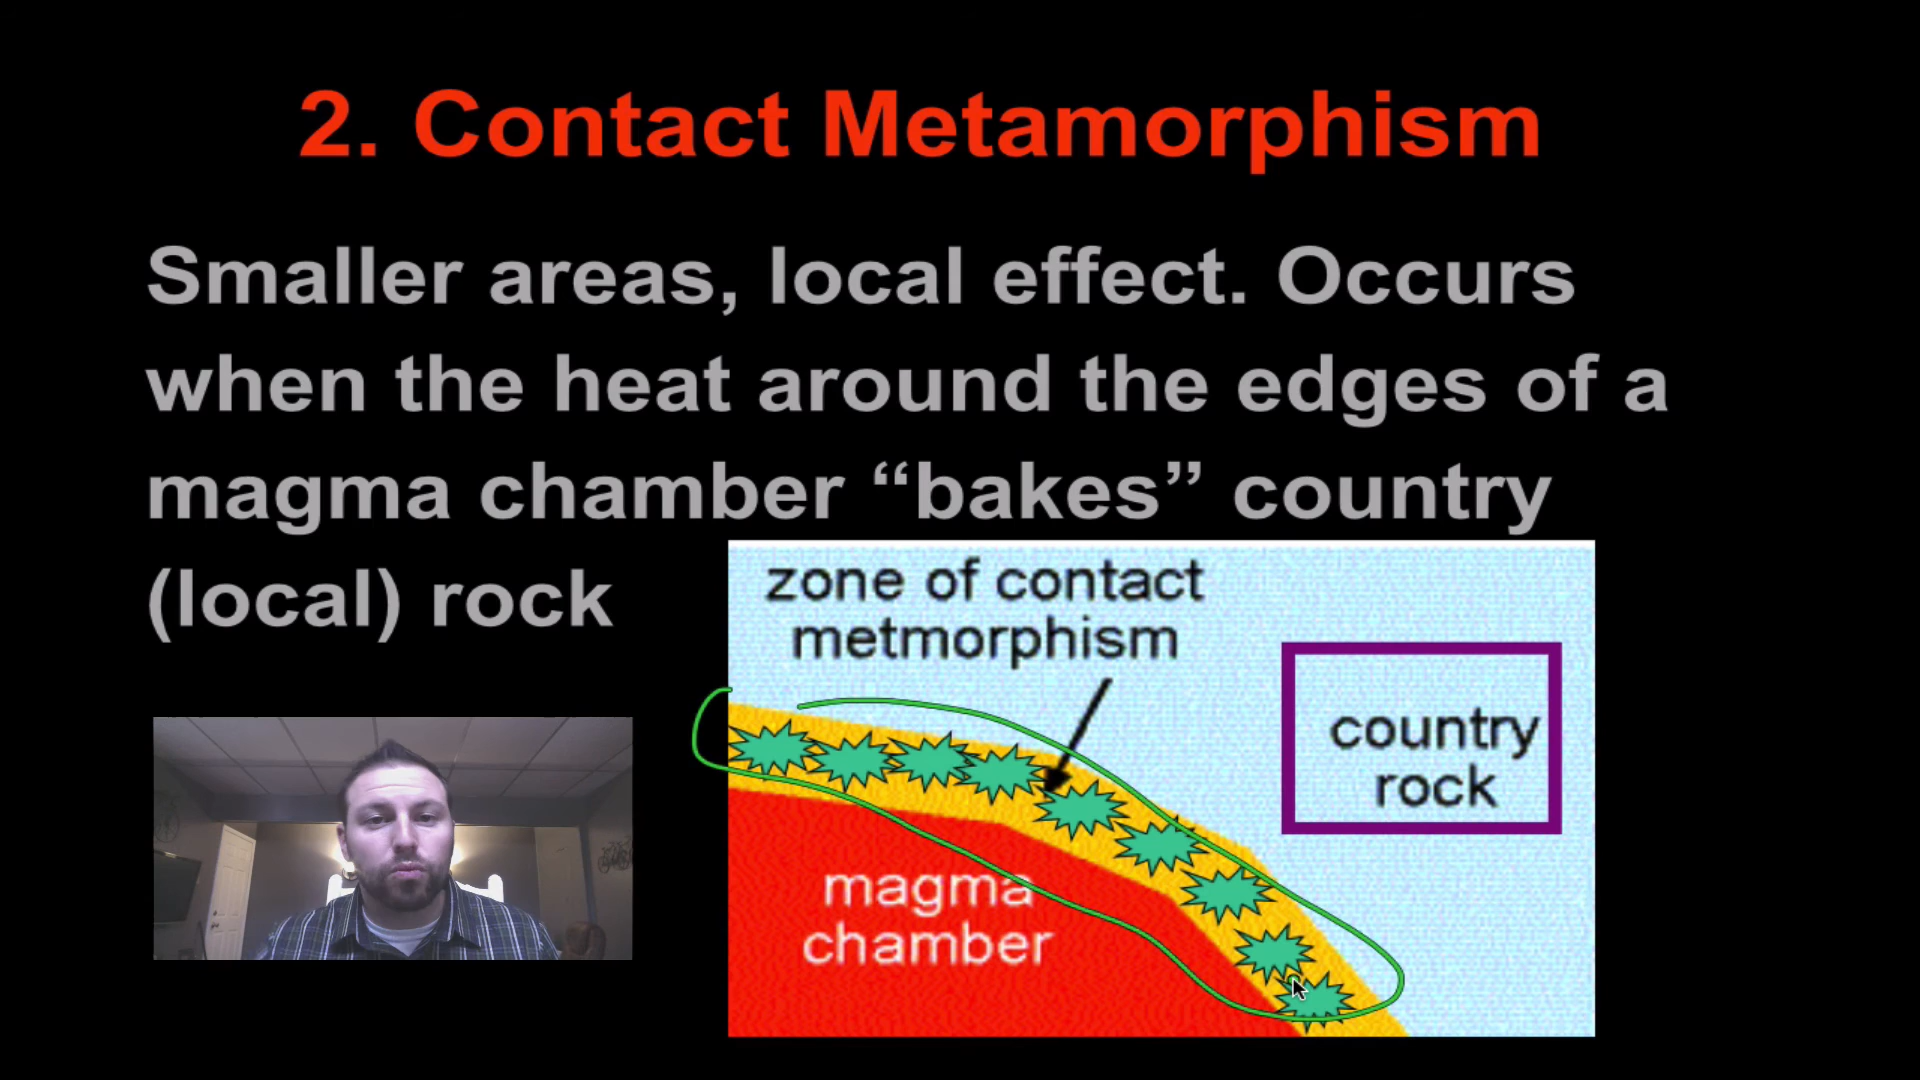 2. Contact Metamorphism
Smaller areas, local effect. Occurs
when the heat around the edges of a
magma chamber “bakes” country
(local) rock
zone of contact
metmorphism
country
rock
magma
chamber